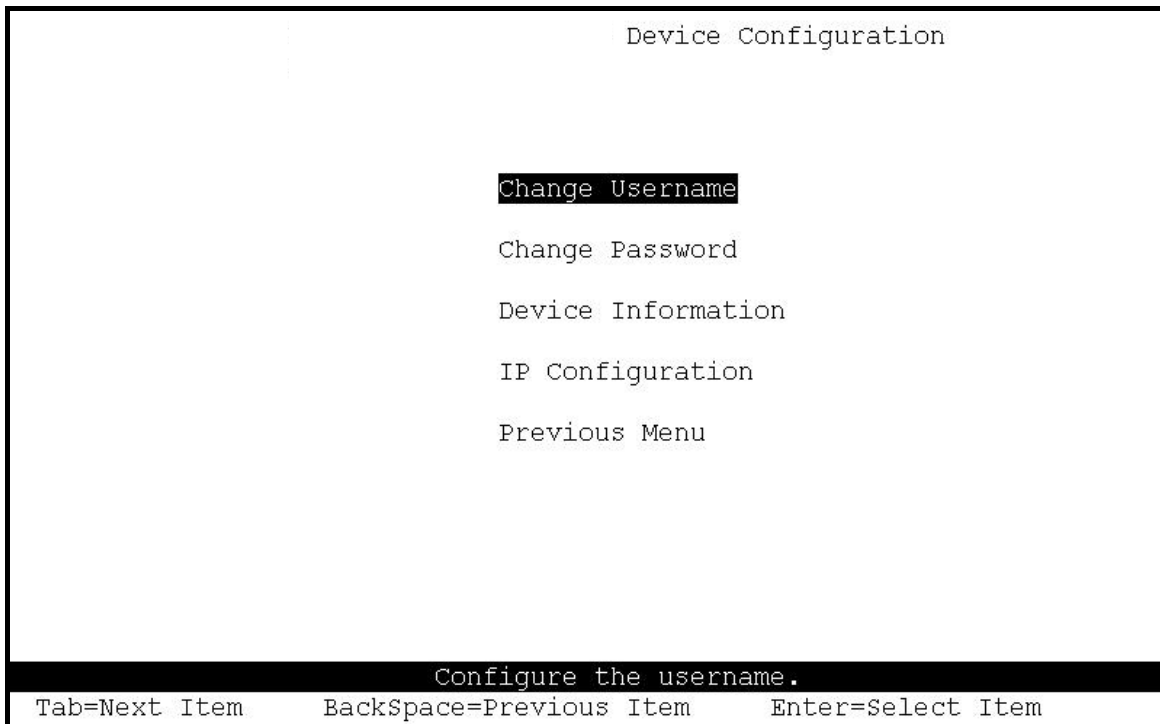 Device Configuration
Change Username
Change Password
Device Information
IP Configuration
Previous Menu
Configure the username.
Tab=Next Item BackSpace=Previous Item Enter=Select Item